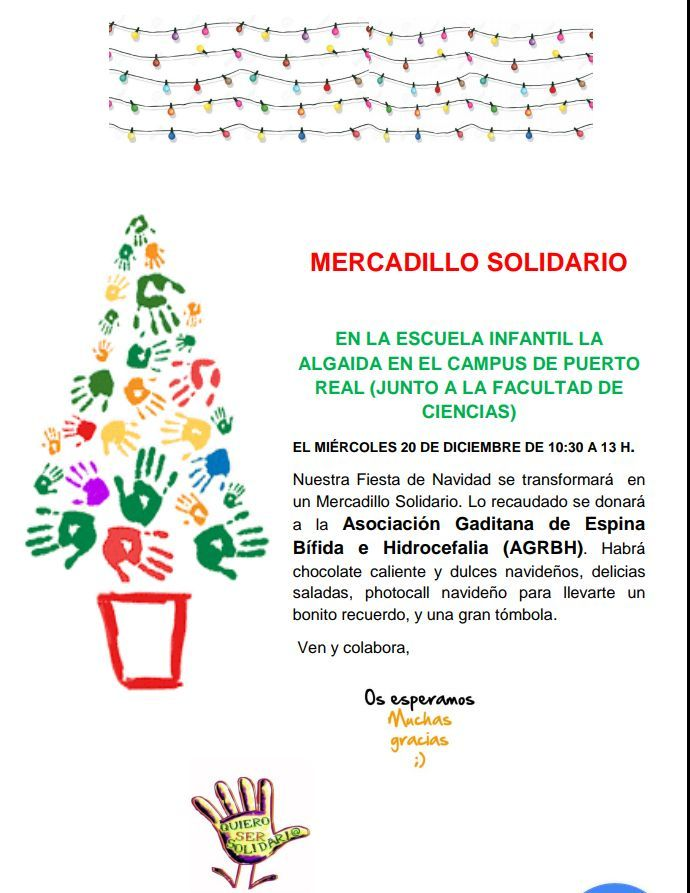 MERCADILLO SOLIDARIO
EN LA ESCUELA INFANTIL LA
ALGAIDA EN EL CAMPUS DE PUERTO
REAL (JUNTO A LA FACULTAD DE
CIENCIAS)
EL MIÉRCOLES 20 DE DICIEMBRE DE 10:30 A 13 H.
Nuestra Fiesta de Navidad se transformará en
un Mercadillo Solidario. Lo recaudado se donará
a la Asociación Gaditana de Espina
Bífida e Hidrocefalia (AGRBH). Habrá
chocolate caliente y dulces navideños, delicias
saladas, photocall navideño para llevarte un
bonito recuerdo, y una gran tómbola.
Ven y colabora,
Os esperamos
Muchas
gracias
;)
QUIERO
SER
SOLIDARI@